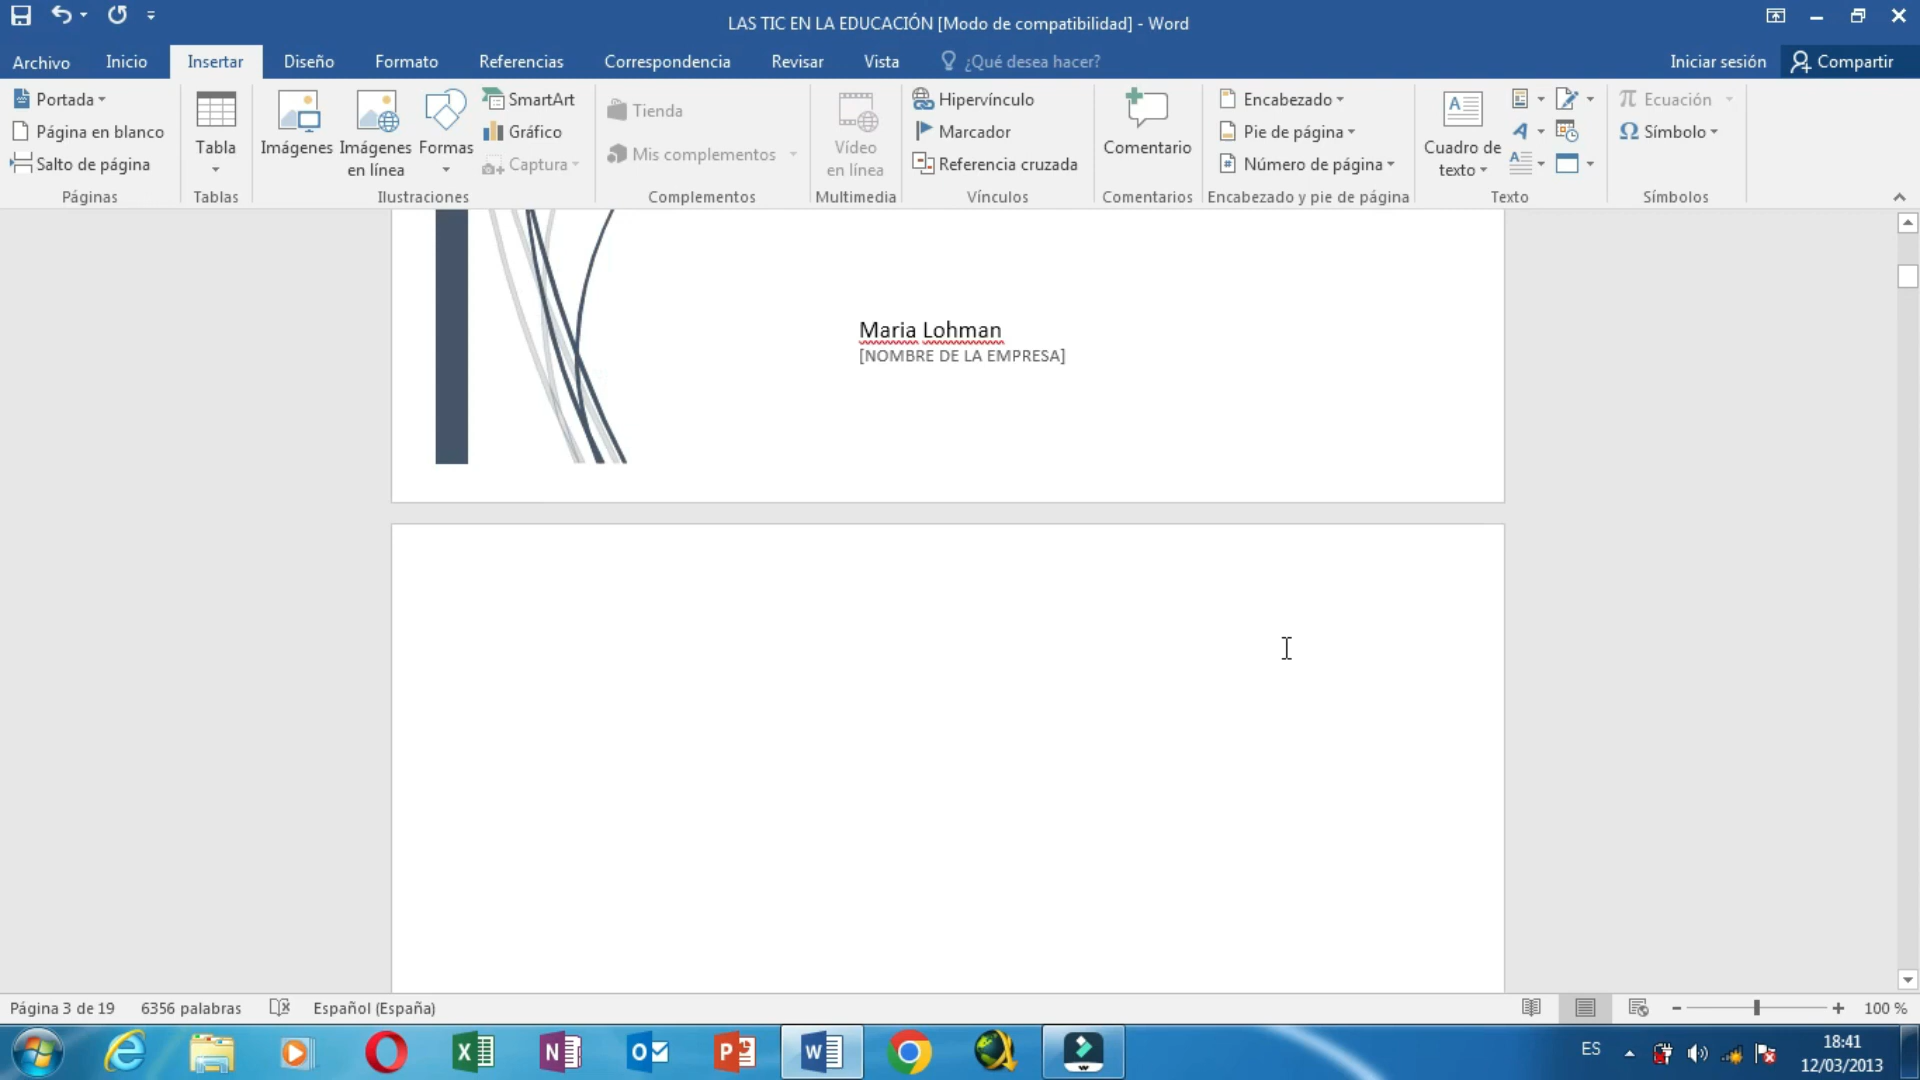 LAS TIC EN LA EDUCACIÓN [Modo de compatibilidad] - Word
Archivo Inicio Insertar Diseño Formato Referencias Correspondencia Revisar Vista ¿Qué desea hacer? Iniciar sesión Compartir
Portada
Página en blanco
Salto de página
Páginas
Tabla
Tablas
Imágenes
Imágenes en línea
Formas
SmartArt
Gráfico
Captura
Ilustraciones
Tienda
Mis complementos
Complementos
Vídeo en línea
Multimedia
Hipervínculo
Marcador
Referencia cruzada
Vínculos
Comentario
Comentarios
Encabezado
Pie de página
Número de página
Encabezado y pie de página
Cuadro de texto
Texto
π Ecuación
Ω Símbolo
Símbolos
Maria Lohman
[NOMBRE DE LA EMPRESA]
Página 3 de 19 6356 palabras Español (España) 100 %
ES 18:41
12/03/2013